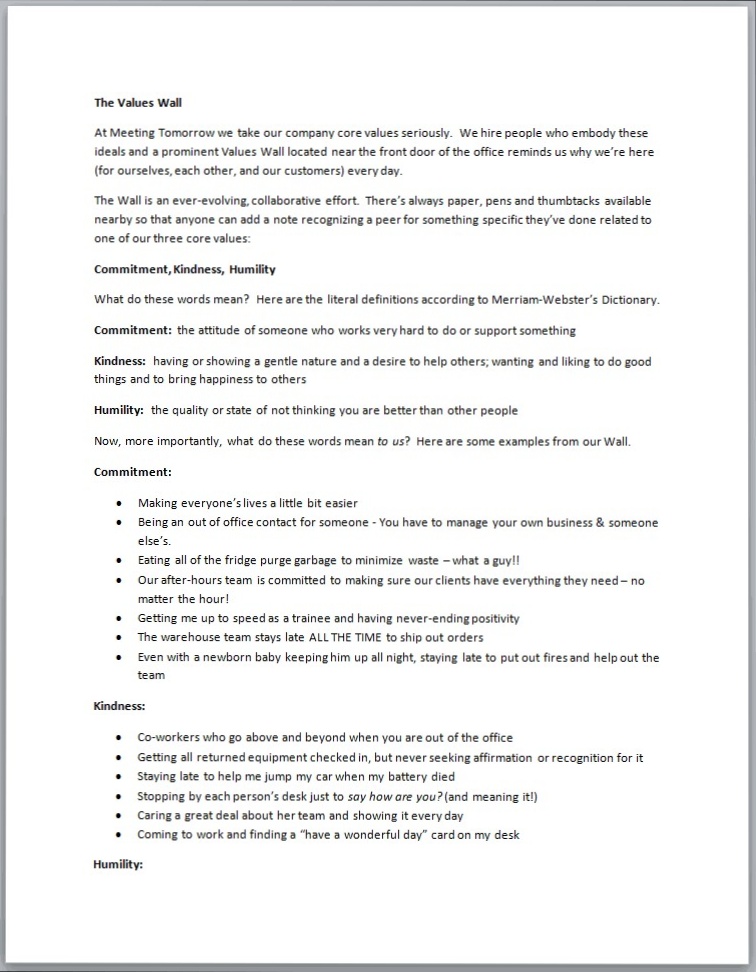 The Values Wall
At Meeting Tomorrow we take our company core values seriously.  We hire people who embody these
ideals and a prominent Values Wall located near the front door of the office reminds us why we're here
(for ourselves, each other, and our customers) every day.
The Wall is an ever-evolving, collaborative effort.  There's always paper, pens and thumbtacks available
nearby so that anyone can add a note recognizing a peer for something specific they've done related to
one of our three core values:
Commitment, Kindness, Humility
What do these words mean?  Here are the literal definitions according to Merriam-Webster's Dictionary.
Commitment:  the attitude of someone who works very hard to do or support something
Kindness:  having or showing a gentle nature and a desire to help others; wanting and liking to do good
things and to bring happiness to others
Humility:  the quality or state of not thinking you are better than other people
Now, more importantly, what do these words mean to us?  Here are some examples from our Wall.
Commitment:
• Making everyone's lives a little bit easier
• Being an out of office contact for someone - You have to manage your own business & someone
else's.
• Eating all of the fridge purge garbage to minimize waste – what a guy!!
• Our after-hours team is committed to making sure our clients have everything they need – no
matter the hour!
• Getting me up to speed as a trainee and having never-ending positivity
• The warehouse team stays late ALL THE TIME to ship out orders
• Even with a newborn baby keeping him up all night, staying late to put out fires and help out the
team
Kindness:
• Co-workers who go above and beyond when you are out of the office
• Getting all returned equipment checked in, but never seeking affirmation or recognition for it
• Staying late to help me jump my car when my battery died
• Stopping by each person's desk just to say how are you? (and meaning it!)
• Caring a great deal about her team and showing it every day
• Coming to work and finding a "have a wonderful day" card on my desk
Humility: